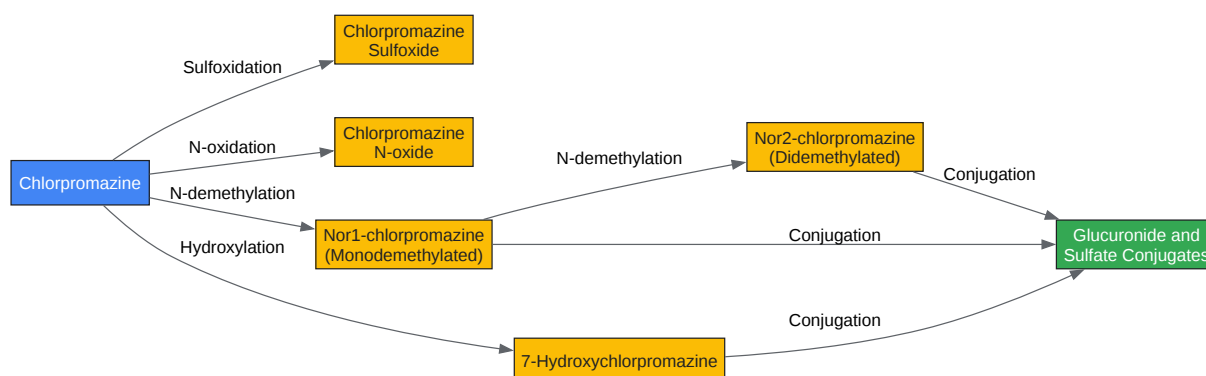 Chlorpromazine
Sulfoxide
Sulfoxidation
Chlorpromazine
N-oxide
N-oxidation
Nor2-chlorpromazine
(Didemethylated)
N-demethylation
Conjugation
Chlorpromazine
N-demethylation
Nor1-chlorpromazine
(Monodemethylated)
Conjugation
Glucuronide and
Sulfate Conjugates
Hydroxylation
Conjugation
7-Hydroxychlorpromazine